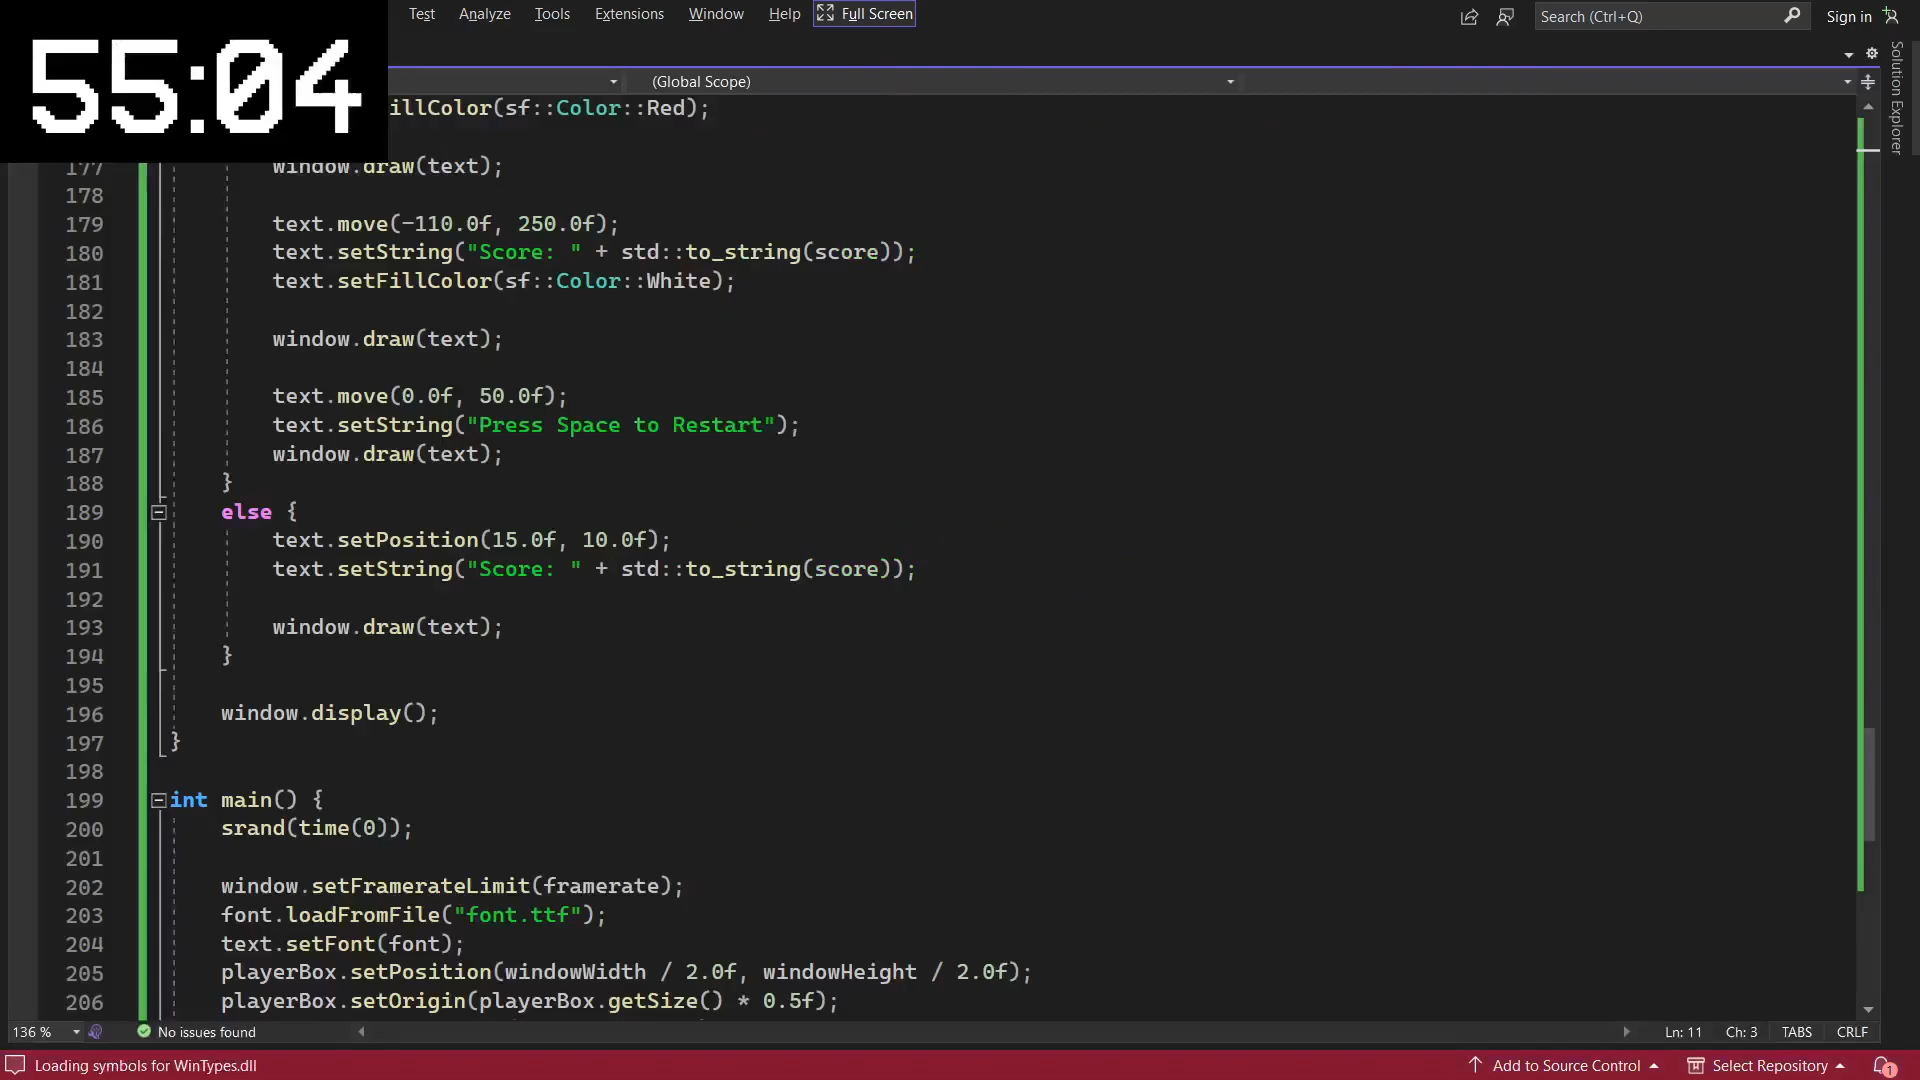 55:04
Test Analyze Tools Extensions Window Help Full Screen Search (Ctrl+Q) Sign in
Solution Explorer
(Global Scope)
illColor(sf::Color::Red);
177 window.draw(text);
178
179 text.move(-110.0f, 250.0f);
180 text.setString("Score: " + std::to_string(score));
181 text.setFillColor(sf::Color::White);
182
183 window.draw(text);
184
185 text.move(0.0f, 50.0f);
186 text.setString("Press Space to Restart");
187 window.draw(text);
188 }
189 else {
190 text.setPosition(15.0f, 10.0f);
191 text.setString("Score: " + std::to_string(score));
192
193 window.draw(text);
194 }
195
196 window.display();
197 }
198
199 int main() {
200 srand(time(0));
201
202 window.setFramerateLimit(framerate);
203 font.loadFromFile("font.ttf");
204 text.setFont(font);
205 playerBox.setPosition(windowWidth / 2.0f, windowHeight / 2.0f);
206 playerBox.setOrigin(playerBox.getSize() * 0.5f);
136 % No issues found Ln: 11 Ch: 3 TABS CRLF
Loading symbols for WinTypes.dll Add to Source Control Select Repository 1